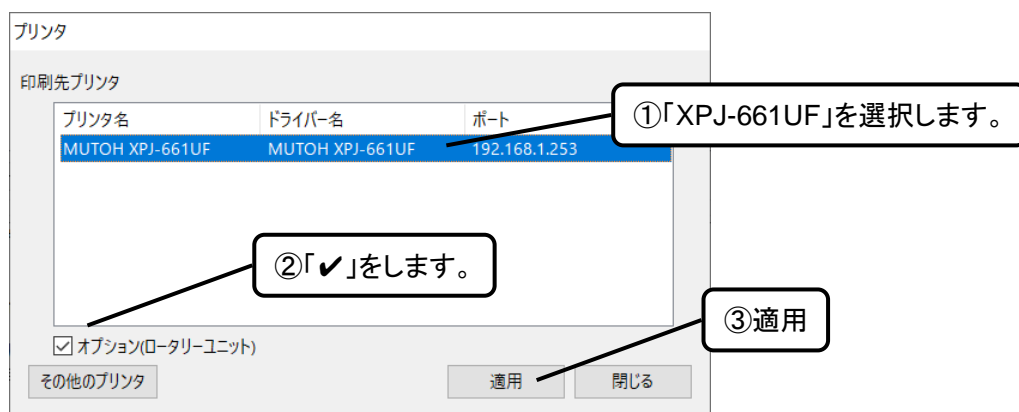 プリンタ
印刷先プリンタ
プリンタ名 ドライバー名 ポート
①「XPJ-661UF」を選択します。
MUTOH XPJ-661UF MUTOH XPJ-661UF 192.168.1.253
②「✔」をします。
③適用
オプション(ロータリーユニット)
その他のプリンタ 適用 閉じる